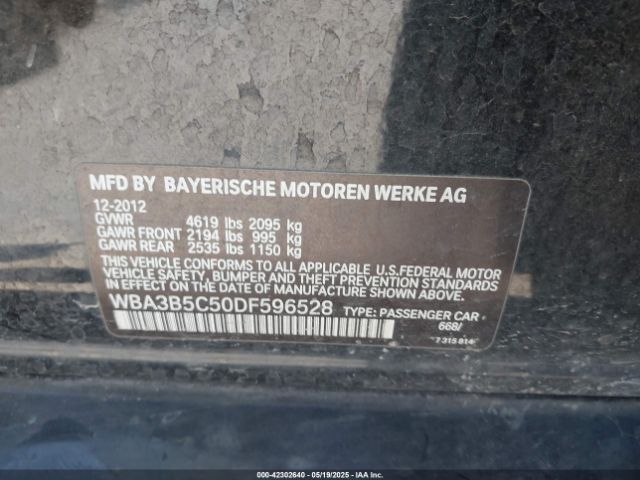 MFD BY BAYERISCHE MOTOREN WERKE AG
12-2012
GVWR 4619 lbs 2095 kg
GAWR FRONT 2194 lbs 995 kg
GAWR REAR 2535 lbs 1150 kg
THIS VEHICLE CONFORMS TO ALL APPLICABLE U.S.FEDERAL MOTOR
VEHICLE SAFETY, BUMPER AND THEFT PREVENTION STANDARDS
IN EFFECT ON THE DATE OF MANUFACTURE SHOWN ABOVE.
WBA3B5C50DF596528 TYPE: PASSENGER CAR
668/
7 315 814
000-42302640 - 05/19/2025 - IAAI.COM